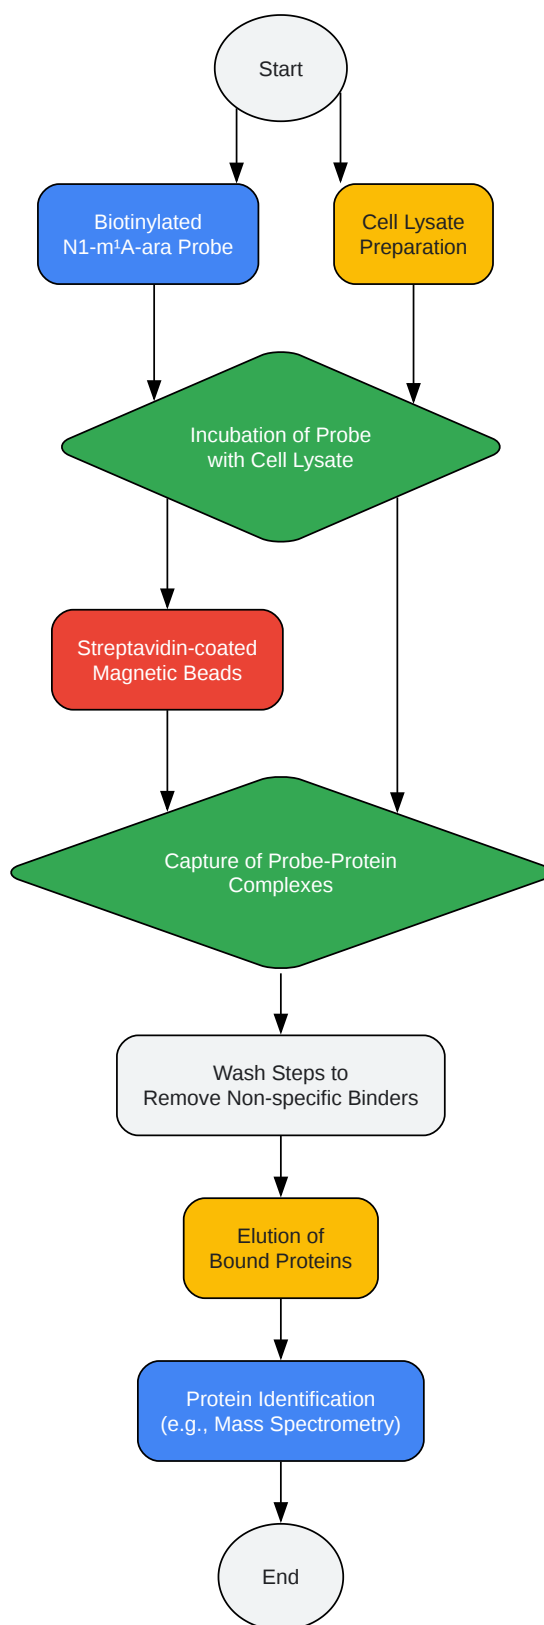 Start
Biotinylated
N1-m¹A-ara Probe
Cell Lysate
Preparation
Incubation of Probe
with Cell Lysate
Streptavidin-coated
Magnetic Beads
Capture of Probe-Protein
Complexes
Wash Steps to
Remove Non-specific Binders
Elution of
Bound Proteins
Protein Identification
(e.g., Mass Spectrometry)
End